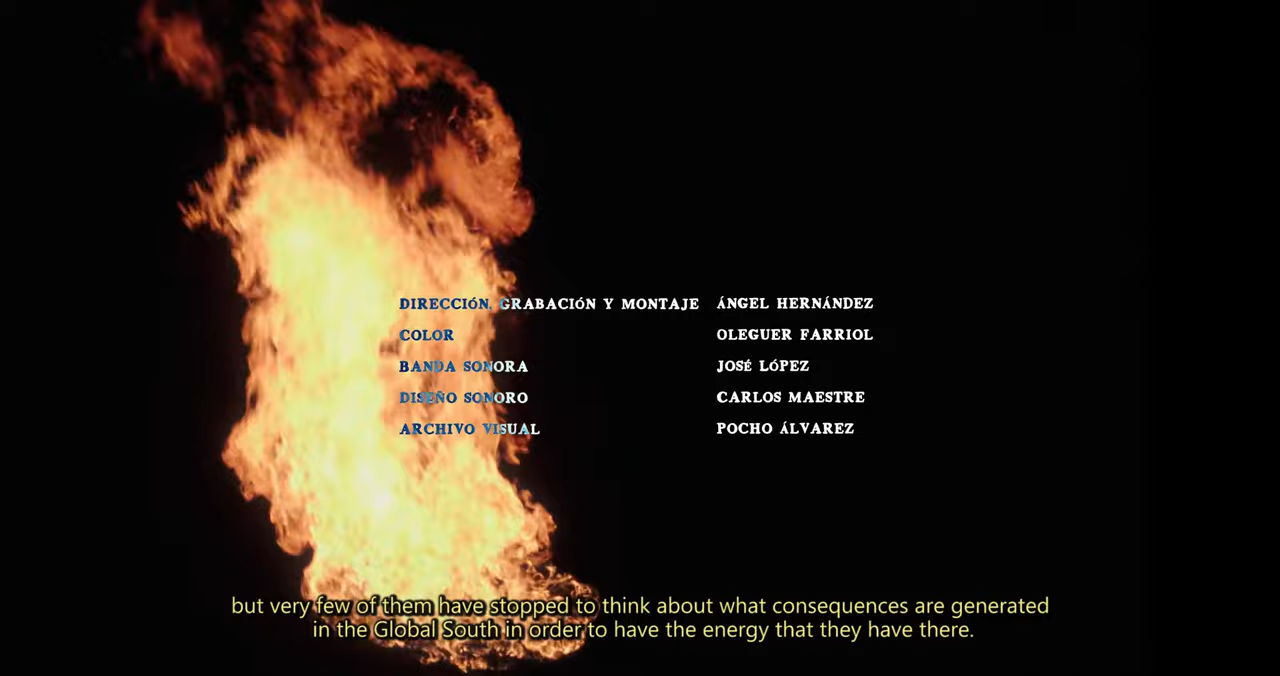 DIRECCIÓN, GRABACIÓN Y MONTAJE ÁNGEL HERNÁNDEZ
COLOR OLEGUER FARRIOL
BANDA SONORA JOSÉ LÓPEZ
DISEÑO SONORO CARLOS MAESTRE
ARCHIVO VISUAL POCHO ÁLVAREZ
but very few of them have stopped to think about what consequences are generated
in the Global South in order to have the energy that they have there.